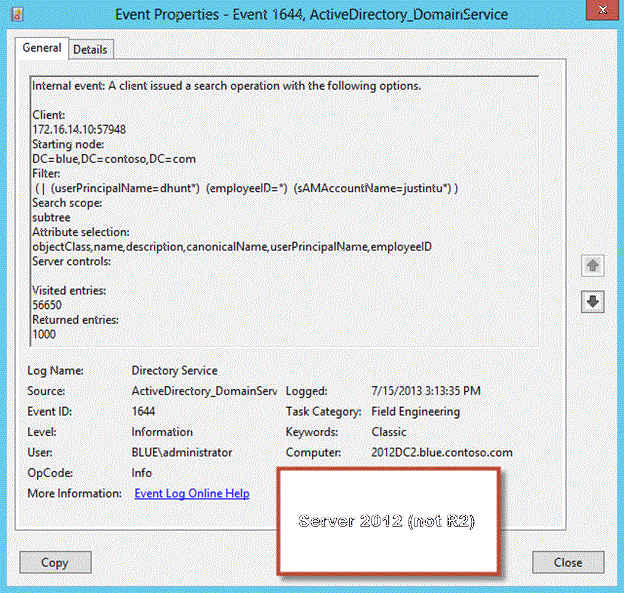 Event Properties - Event 1644, ActiveDirectory_DomainService
x
General Details
Internal event: A client issued a search operation with the following options.
Client:
172.16.14.10:57948
Starting node:
DC=blue,DC=contoso,DC=com
Filter:
( | (userPrincipalName=dhunt*) (employeeID=*) (sAMAccountName=justintu*) )
Search scope:
subtree
Attribute selection:
objectClass,name,description,canonicalName,userPrincipalName,employeeID
Server controls:
Visited entries:
56650
Returned entries:
1000
Log Name: Directory Service
Source: ActiveDirectory_DomainServ Logged: 7/15/2013 3:13:35 PM
Event ID: 1644 Task Category: Field Engineering
Level: Information Keywords: Classic
User: BLUE\administrator Computer: 2012DC2.blue.contoso.com
OpCode: Info
More Information: Event Log Online Help
Server 2012 (not R2)
Copy Close